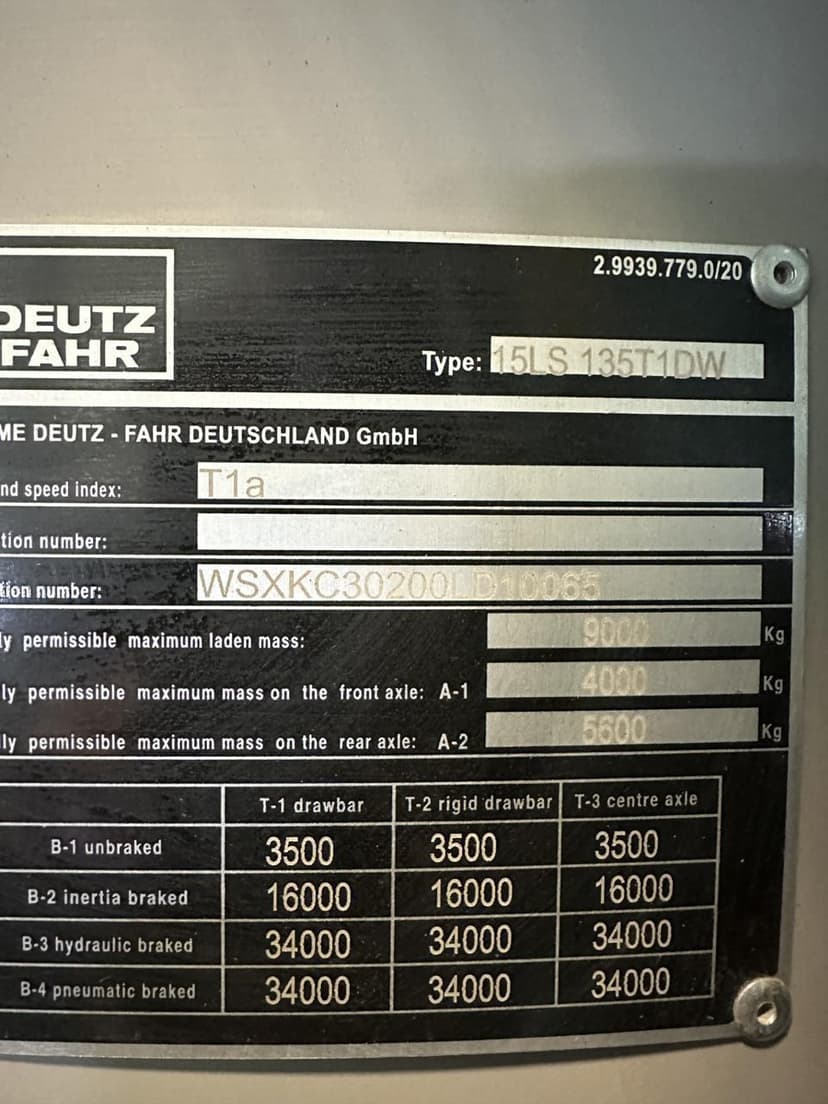 2.9939.779.0/20
DEUTZ
FAHR
Type: 15LS 135T1DW
ME DEUTZ - FAHR DEUTSCHLAND GmbH
nd speed index: T1a
tion number:
tion number: WSXKC30200LD10065
ly permissible maximum laden mass: 9000 Kg
lly permissible maximum mass on the front axle: A-1 4000 Kg
lly permissible maximum mass on the rear axle: A-2 5600 Kg
T-1 drawbar T-2 rigid drawbar T-3 centre axle
B-1 unbraked 3500 3500 3500
B-2 inertia braked 16000 16000 16000
B-3 hydraulic braked 34000 34000 34000
B-4 pneumatic braked 34000 34000 34000